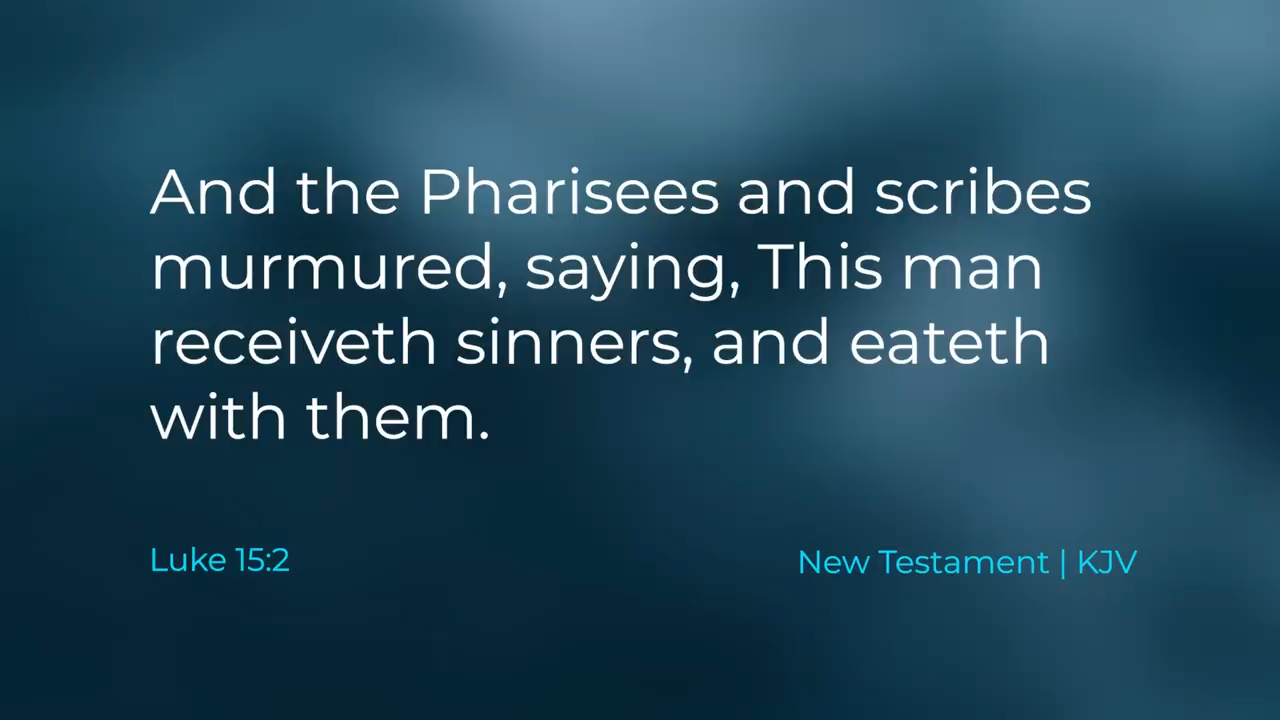 And the Pharisees and scribes
murmured, saying, This man
receiveth sinners, and eateth
with them.
Luke 15:2
New Testament | KJV